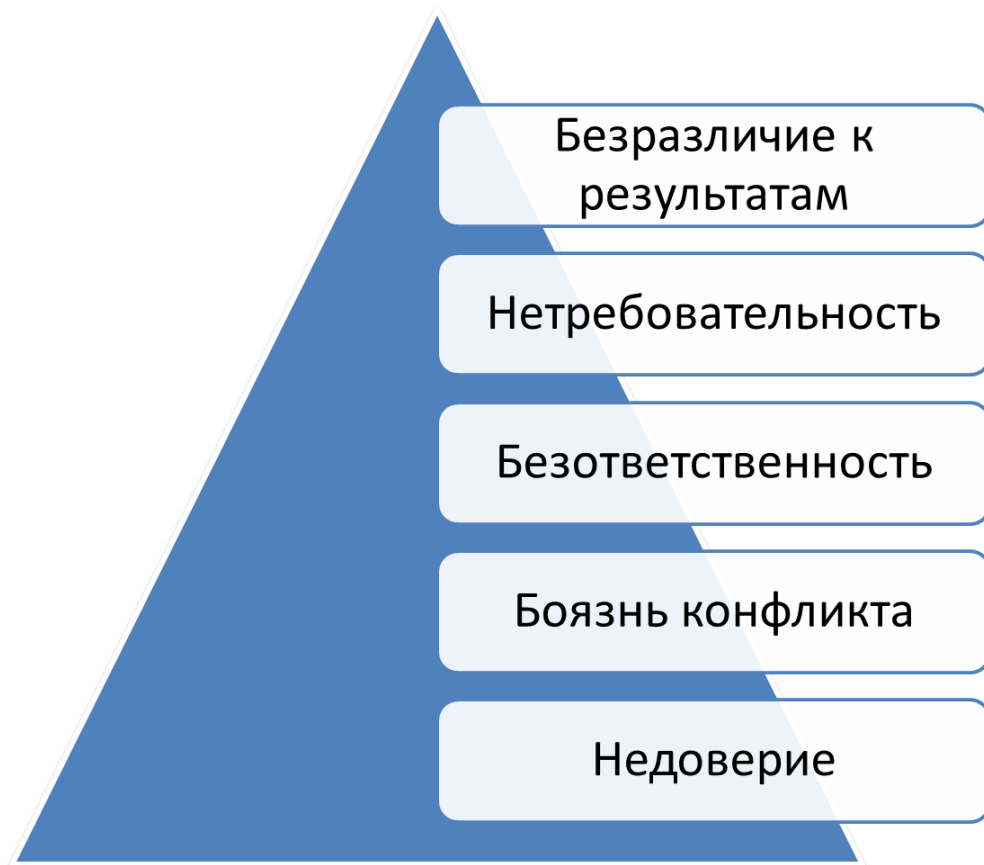 Безразличие к
результатам
Нетребовательность
Безответственность
Боязнь конфликта
Недоверие